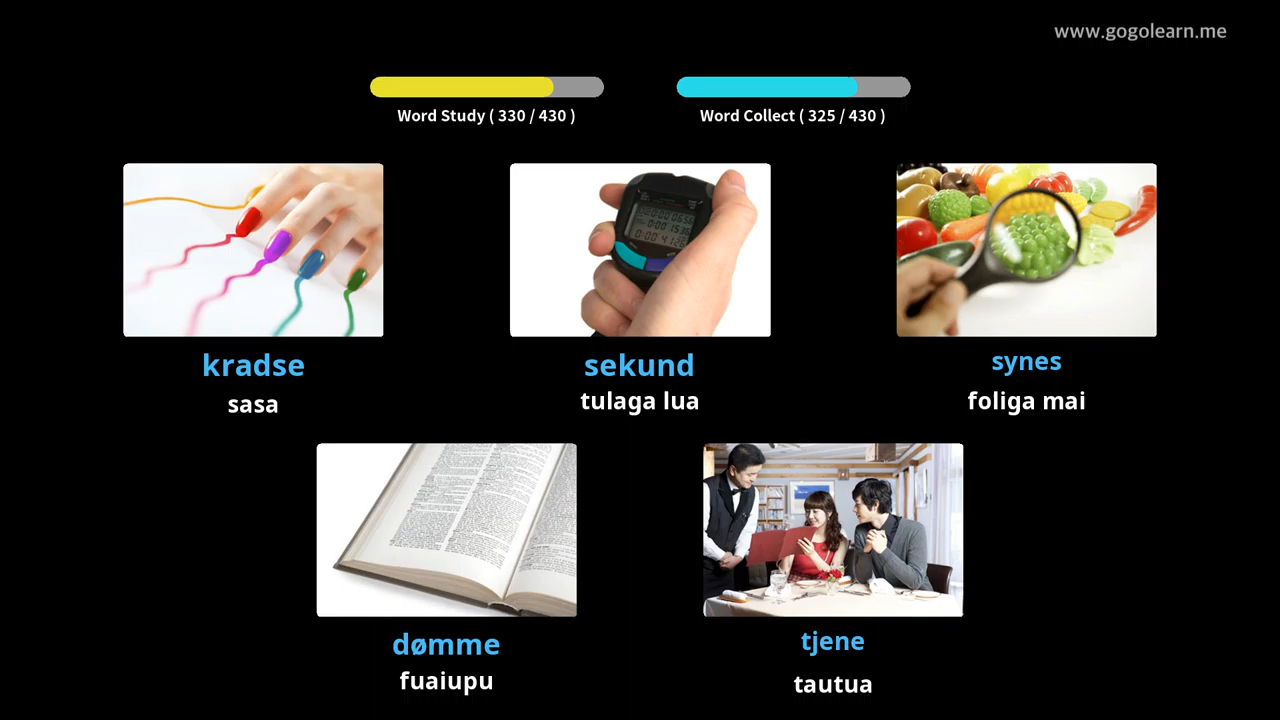 www.gogolearn.me
Word Study ( 330 / 430 )
Word Collect ( 325 / 430 )
kradse
sasa
sekund
tulaga lua
synes
foliga mai
dømme
fuaiupu
tjene
tautua